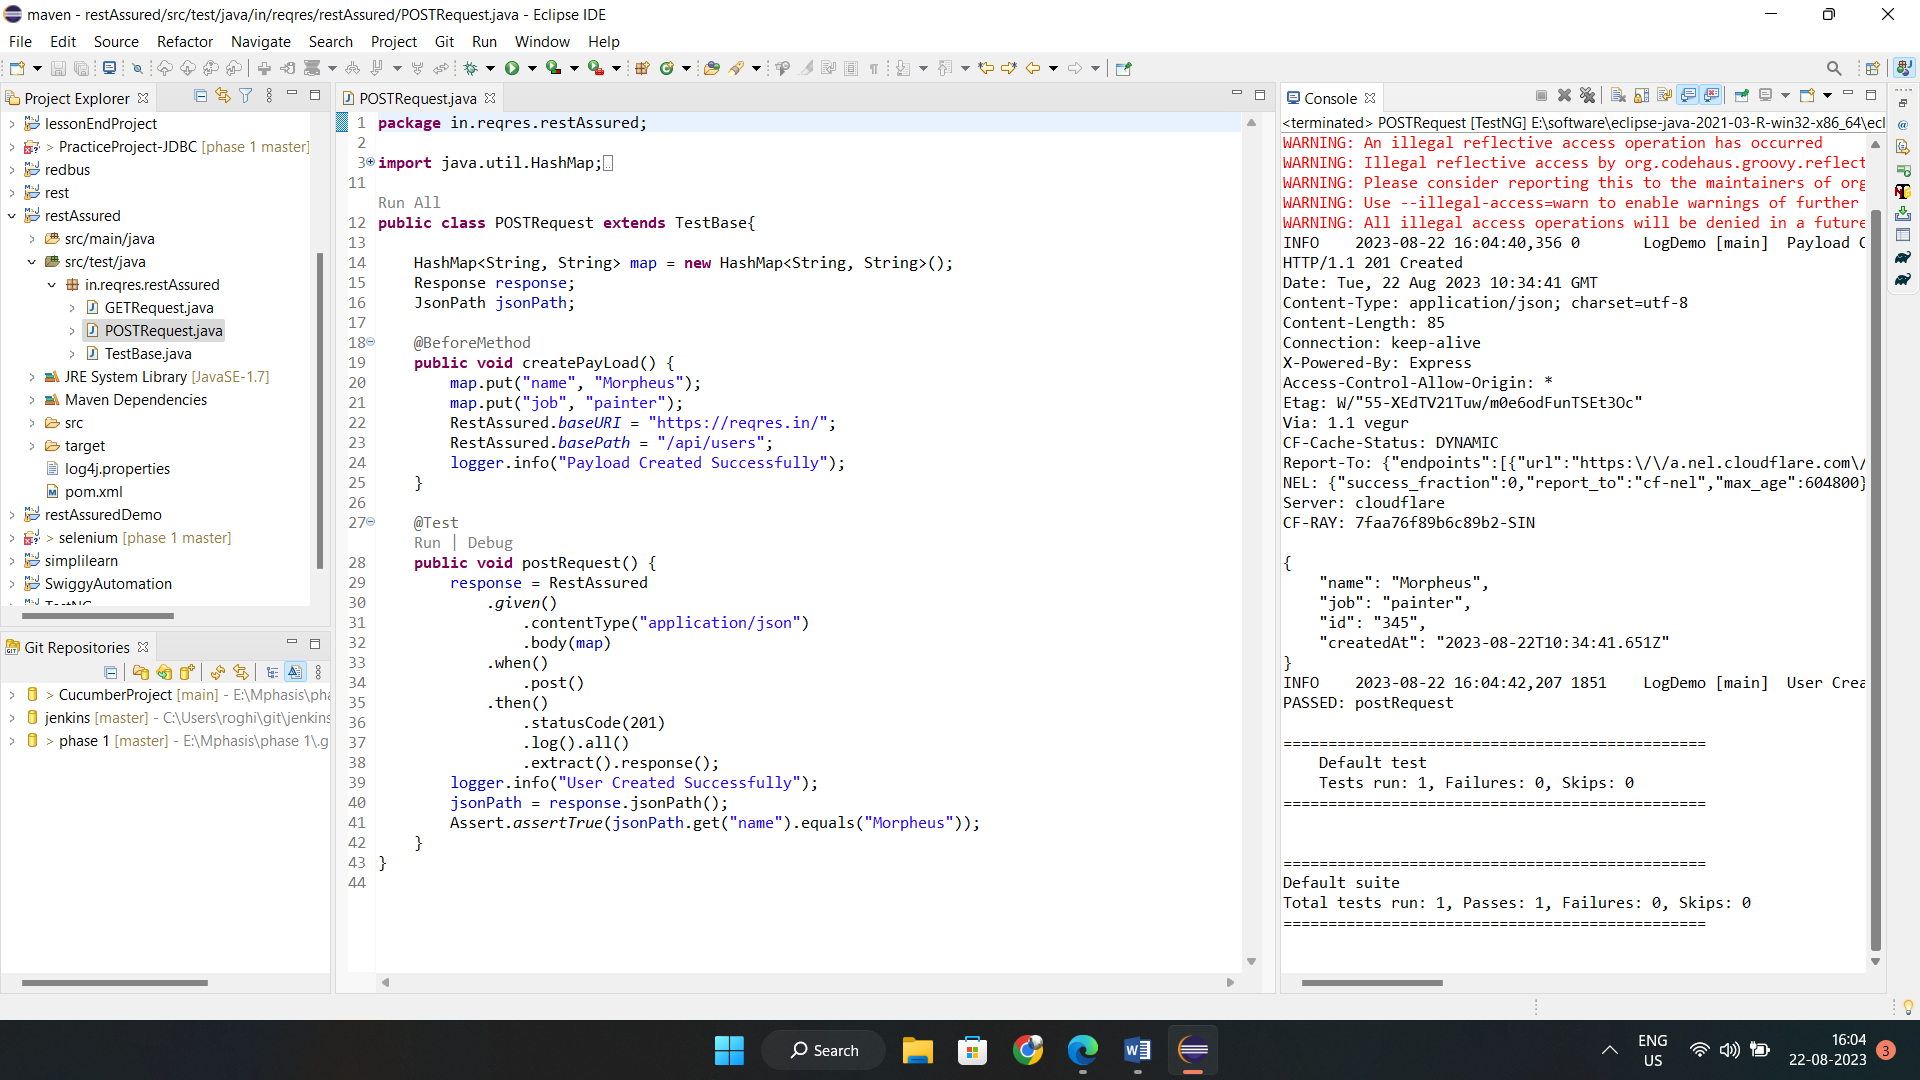 maven - restAssured/src/test/java/in/reqres/restAssured/POSTRequest.java - Eclipse IDE
File Edit Source Refactor Navigate Search Project Git Run Window Help
Project Explorer
lessonEndProject
> PracticeProject-JDBC [phase 1 master]
redbus
rest
restAssured
src/main/java
src/test/java
in.reqres.restAssured
GETRequest.java
POSTRequest.java
TestBase.java
JRE System Library [JavaSE-1.7]
Maven Dependencies
src
target
log4j.properties
pom.xml
restAssuredDemo
> selenium [phase 1 master]
simplilearn
SwiggyAutomation
Git Repositories
> CucumberProject [main] - E:\Mphasis\pha
jenkins [master] - C:\Users\roghi\git\jenkins
> phase 1 [master] - E:\Mphasis\phase 1\.g
POSTRequest.java
1 package in.reqres.restAssured;
2
3 import java.util.HashMap;
11
Run All
12 public class POSTRequest extends TestBase{
13
14 HashMap<String, String> map = new HashMap<String, String>();
15 Response response;
16 JsonPath jsonPath;
17
18 @BeforeMethod
19 public void createPayLoad() {
20 map.put("name", "Morpheus");
21 map.put("job", "painter");
22 RestAssured.baseURI = "https://reqres.in/";
23 RestAssured.basePath = "/api/users";
24 logger.info("Payload Created Successfully");
25 }
26
27 @Test
Run | Debug
28 public void postRequest() {
29 response = RestAssured
30 .given()
31 .contentType("application/json")
32 .body(map)
33 .when()
34 .post()
35 .then()
36 .statusCode(201)
37 .log().all()
38 .extract().response();
39 logger.info("User Created Successfully");
40 jsonPath = response.jsonPath();
41 Assert.assertTrue(jsonPath.get("name").equals("Morpheus"));
42 }
43 }
44
Console
<terminated> POSTRequest [TestNG] E:\software\eclipse-java-2021-03-R-win32-x86_64\ecl
WARNING: An illegal reflective access operation has occurred
WARNING: Illegal reflective access by org.codehaus.groovy.reflect
WARNING: Please consider reporting this to the maintainers of org
WARNING: Use --illegal-access=warn to enable warnings of further
WARNING: All illegal access operations will be denied in a future
INFO 2023-08-22 16:04:40,356 0 LogDemo [main] Payload C
HTTP/1.1 201 Created
Date: Tue, 22 Aug 2023 10:34:41 GMT
Content-Type: application/json; charset=utf-8
Content-Length: 85
Connection: keep-alive
X-Powered-By: Express
Access-Control-Allow-Origin: *
Etag: W/"55-XEdTV21Tuw/m0e6odFunTSEt3Oc"
Via: 1.1 vegur
CF-Cache-Status: DYNAMIC
Report-To: {"endpoints":[{"url":"https:\/\/a.nel.cloudflare.com\/
NEL: {"success_fraction":0,"report_to":"cf-nel","max_age":604800}
Server: cloudflare
CF-RAY: 7faa76f89b6c89b2-SIN
{
"name": "Morpheus",
"job": "painter",
"id": "345",
"createdAt": "2023-08-22T10:34:41.651Z"
}
INFO 2023-08-22 16:04:42,207 1851 LogDemo [main] User Crea
PASSED: postRequest
===============================================
Default test
Tests run: 1, Failures: 0, Skips: 0
===============================================
===============================================
Default suite
Total tests run: 1, Passes: 1, Failures: 0, Skips: 0
===============================================
Search
ENG
US
16:04
22-08-2023
3